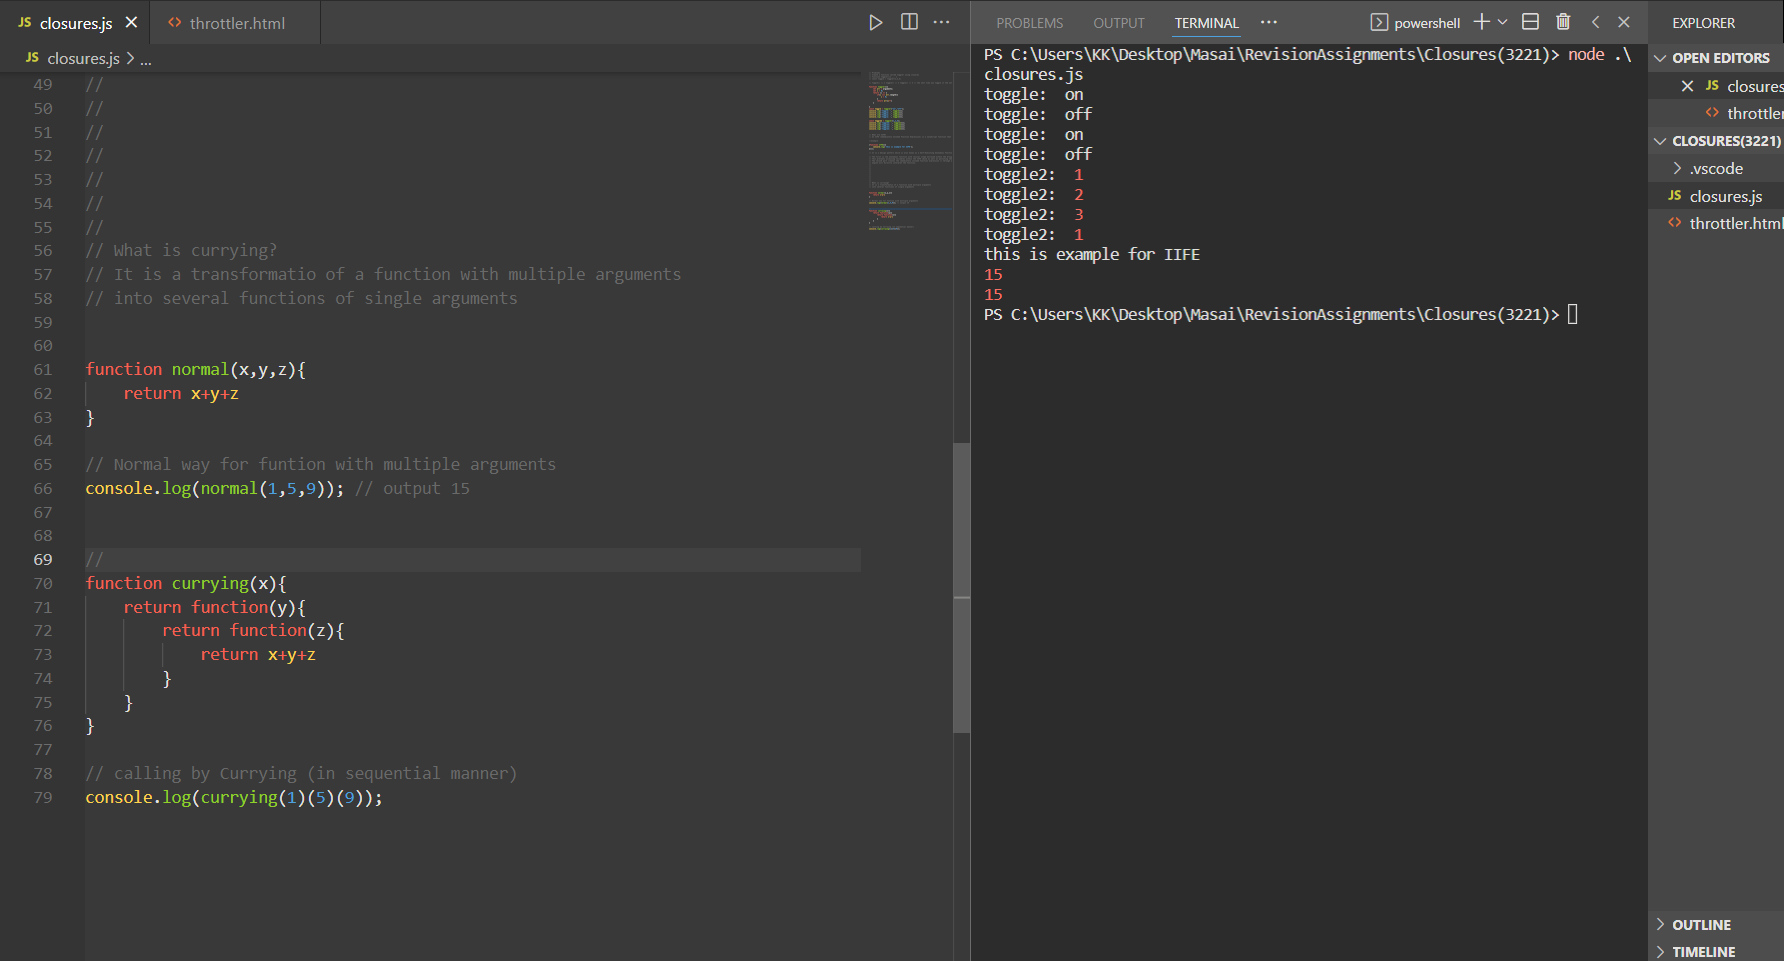 JS closures.js
<> throttler.html
JS closures.js > ...
49 //
50 //
51 //
52 //
53 //
54 //
55 //
56 // What is currying?
57 // It is a transformatio of a function with multiple arguments
58 // into several functions of single arguments
59
60
61 function normal(x,y,z){
62 return x+y+z
63 }
64
65 // Normal way for funtion with multiple arguments
66 console.log(normal(1,5,9)); // output 15
67
68
69 //
70 function currying(x){
71 return function(y){
72 return function(z){
73 return x+y+z
74 }
75 }
76 }
77
78 // calling by Currying (in sequential manner)
79 console.log(currying(1)(5)(9));
PROBLEMS OUTPUT TERMINAL ... powershell
PS C:\Users\KK\Desktop\Masai\RevisionAssignments\Closures(3221)> node .\
closures.js
toggle:  on
toggle:  off
toggle:  on
toggle:  off
toggle2:  1
toggle2:  2
toggle2:  3
toggle2:  1
this is example for IIFE
15
15
PS C:\Users\KK\Desktop\Masai\RevisionAssignments\Closures(3221)>
EXPLORER
OPEN EDITORS
JS closures
<> throttler
CLOSURES(3221)
.vscode
JS closures.js
<> throttler.html
OUTLINE
TIMELINE